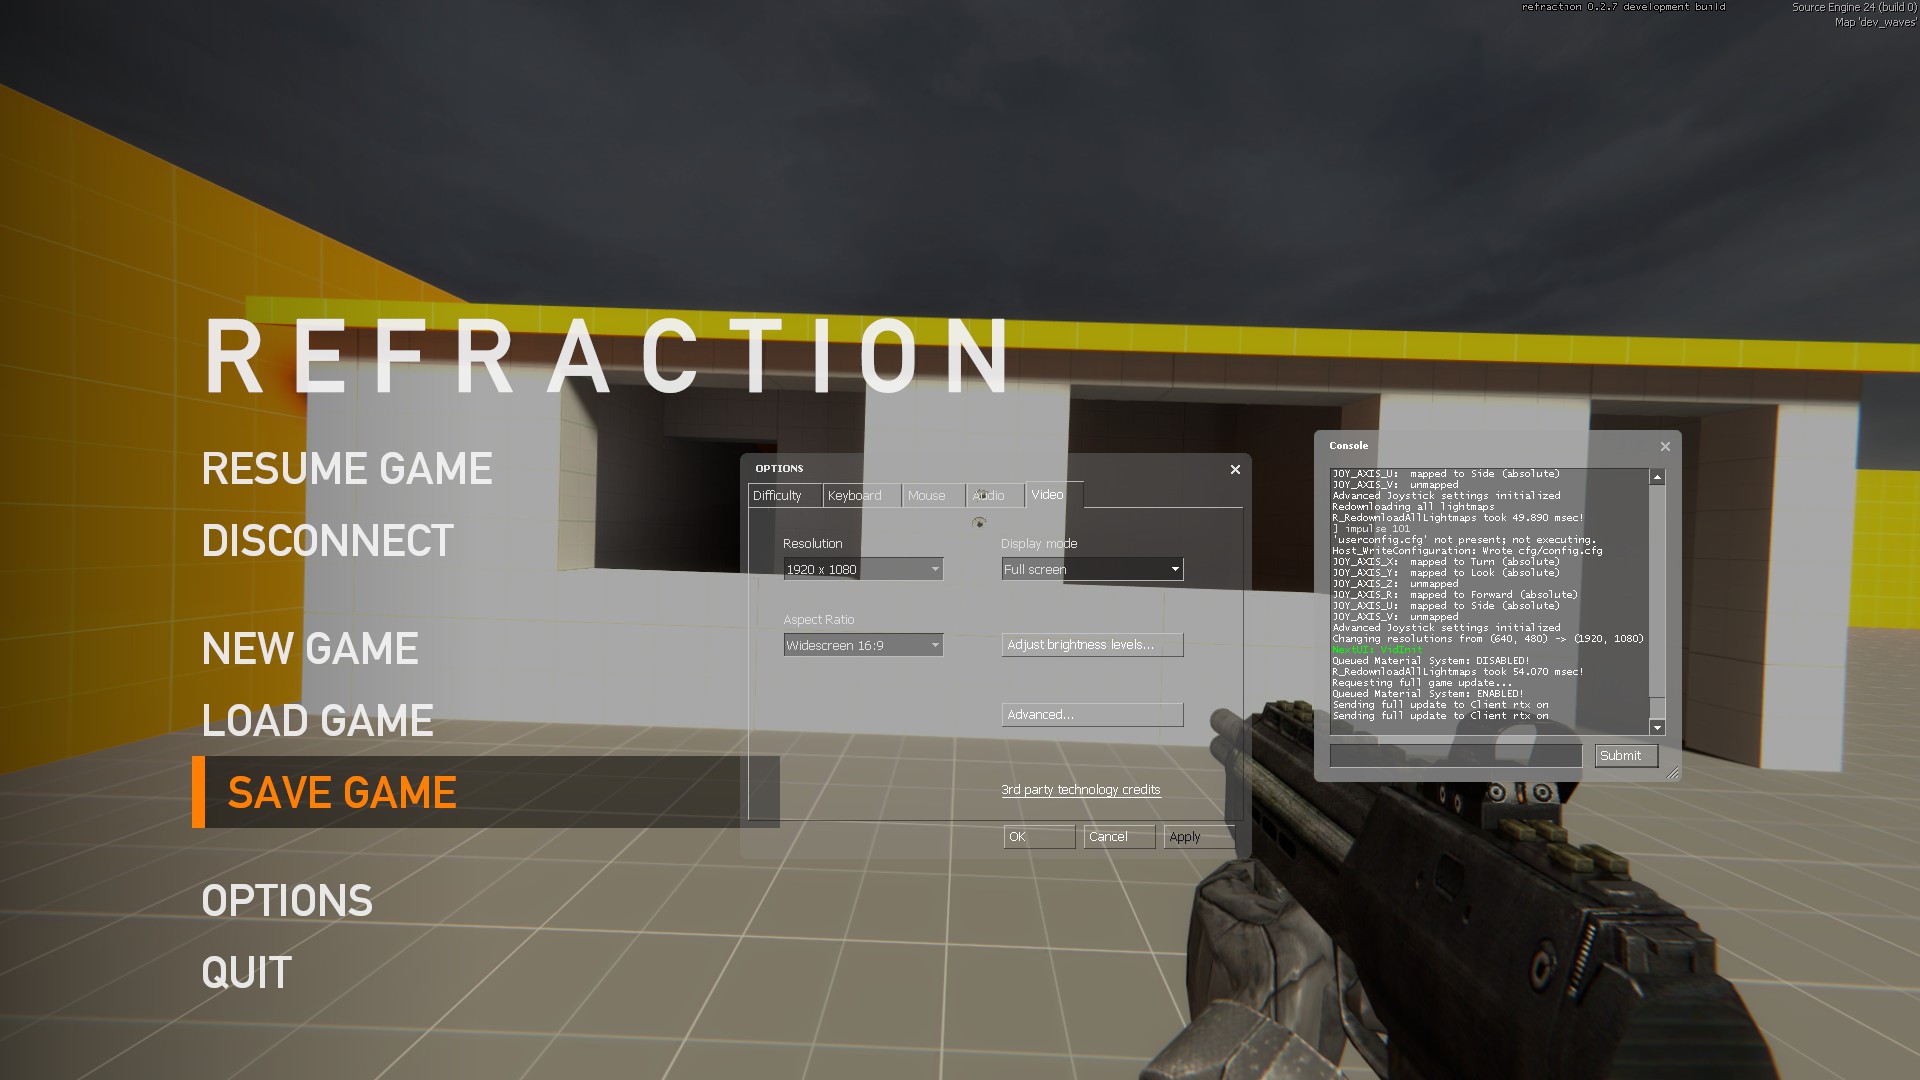 refraction 0.2.7 development build
Source Engine 24 (build 0)
Map 'dev_waves'
REFRACTION
RESUME GAME
DISCONNECT
NEW GAME
LOAD GAME
SAVE GAME
OPTIONS
QUIT
OPTIONS
Difficulty
Keyboard
Mouse
Audio
Video
Resolution
1920 x 1080
Display mode
Full screen
Aspect Ratio
Widescreen 16:9
Adjust brightness levels...
Advanced...
3rd party technology credits
OK
Cancel
Apply
Console
JOY_AXIS_U:  mapped to Side (absolute)
JOY_AXIS_V:  unmapped
Advanced Joystick settings initialized
Redownloading all lightmaps
R_RedownloadAllLightmaps took 49.890 msec!
] impulse 101
'userconfig.cfg' not present; not executing.
Host_WriteConfiguration: Wrote cfg/config.cfg
JOY_AXIS_X:  mapped to Turn (absolute)
JOY_AXIS_Y:  mapped to Look (absolute)
JOY_AXIS_Z:  unmapped
JOY_AXIS_R:  mapped to Forward (absolute)
JOY_AXIS_U:  mapped to Side (absolute)
JOY_AXIS_V:  unmapped
Advanced Joystick settings initialized
Changing resolutions from (640, 480) -> (1920, 1080)
NextUI: VidInit
Queued Material System: DISABLED!
R_RedownloadAllLightmaps took 54.070 msec!
Requesting full game update...
Queued Material System: ENABLED!
Sending full update to Client rtx on
Sending full update to Client rtx on
Submit